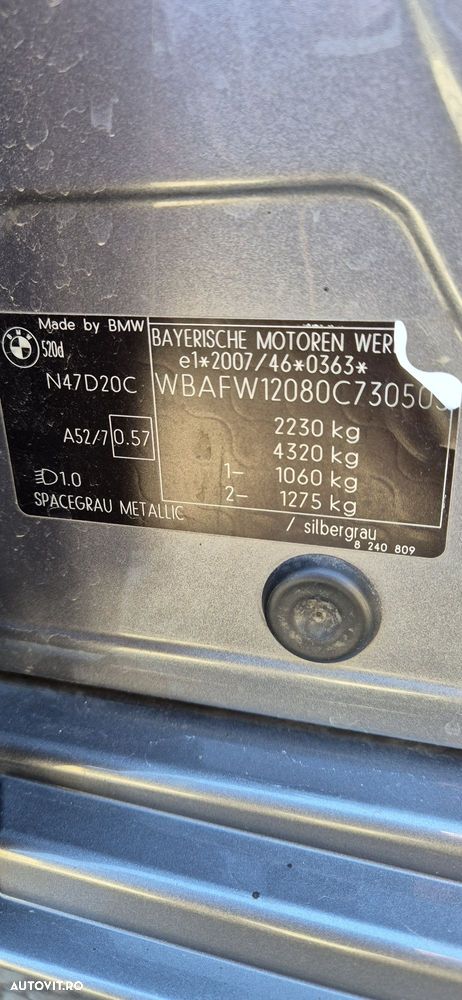 Made by BMW
BMW
520d
BAYERISCHE MOTOREN WER
e1*2007/46*0363*
N47D20C
WBAFW12080C73050
A52/7 0.57
2230 kg
4320 kg
1- 1060 kg
2- 1275 kg
D1.0
SPACEGRAU METALLIC
/ silbergrau
8 240 809
AUTOVIT.RO